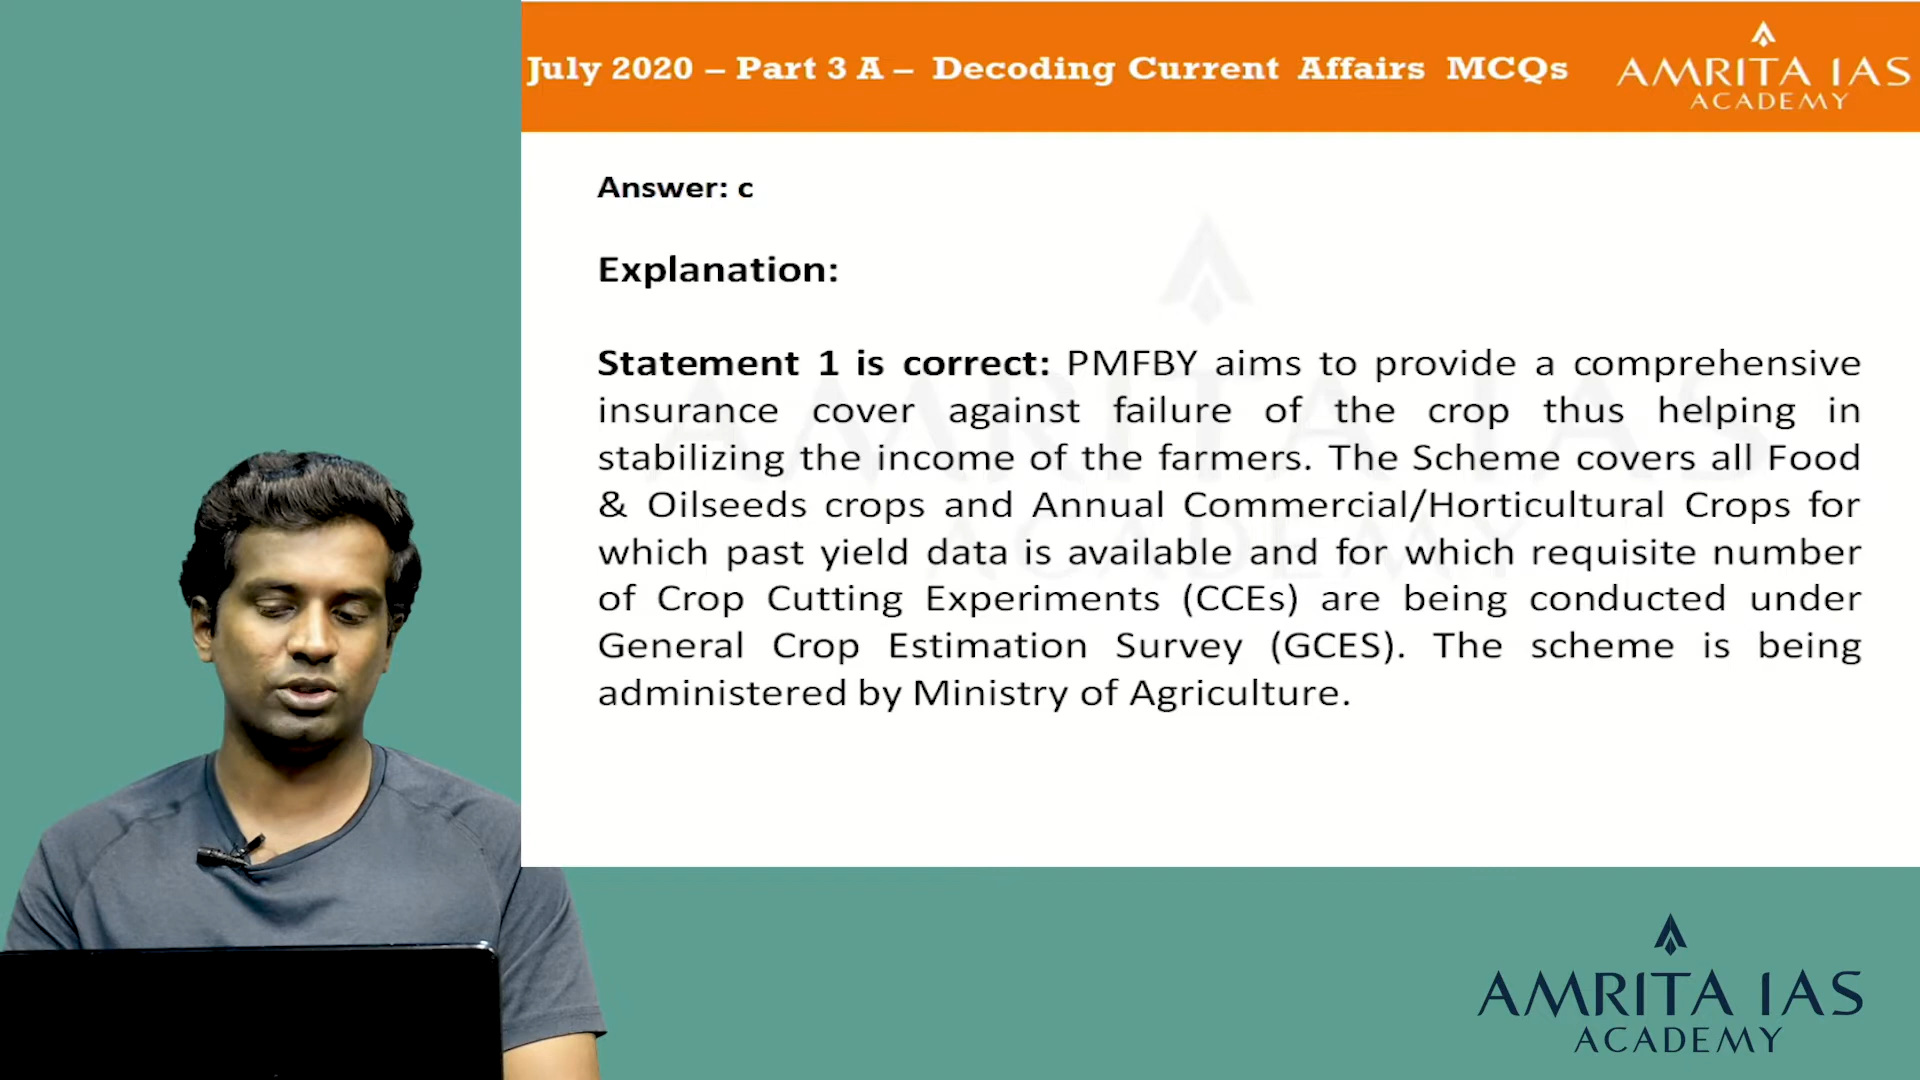 July 2020 – Part 3 A – Decoding Current Affairs MCQs
AMRITA IAS
ACADEMY
Answer: c
Explanation:
Statement 1 is correct: PMFBY aims to provide a comprehensive
insurance cover against failure of the crop thus helping in
stabilizing the income of the farmers. The Scheme covers all Food
& Oilseeds crops and Annual Commercial/Horticultural Crops for
which past yield data is available and for which requisite number
of Crop Cutting Experiments (CCEs) are being conducted under
General Crop Estimation Survey (GCES). The scheme is being
administered by Ministry of Agriculture.
AMRITA IAS
ACADEMY
AMRITA IAS
ACADEMY